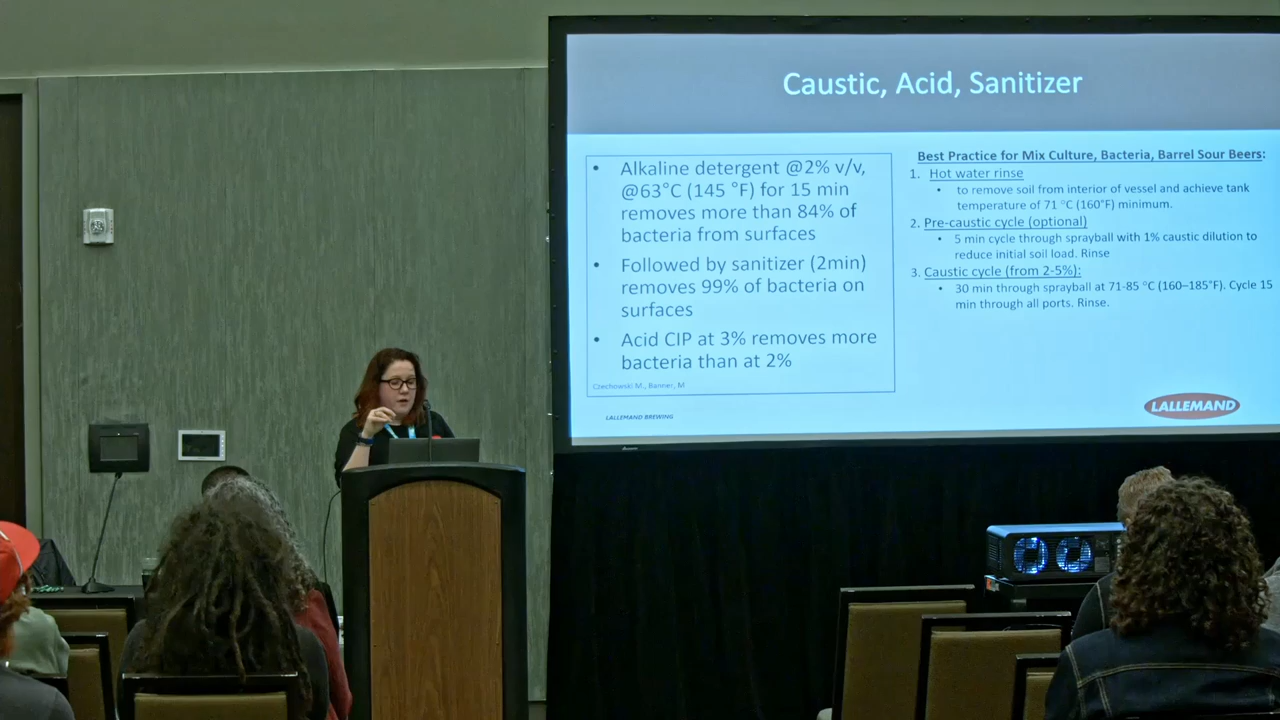 Caustic, Acid, Sanitizer
• Alkaline detergent @2% v/v,
@63°C (145 °F) for 15 min
removes more than 84% of
bacteria from surfaces
• Followed by sanitizer (2min)
removes 99% of bacteria on
surfaces
• Acid CIP at 3% removes more
bacteria than at 2%
Czechowski M., Banner, M
LALLEMAND BREWING
Best Practice for Mix Culture, Bacteria, Barrel Sour Beers:
1. Hot water rinse
• to remove soil from interior of vessel and achieve tank
temperature of 71 °C (160°F) minimum.
2. Pre-caustic cycle (optional)
• 5 min cycle through sprayball with 1% caustic dilution to
reduce initial soil load. Rinse
3. Caustic cycle (from 2-5%):
• 30 min through sprayball at 71-85 °C (160–185°F). Cycle 15
min through all ports. Rinse.
LALLEMAND